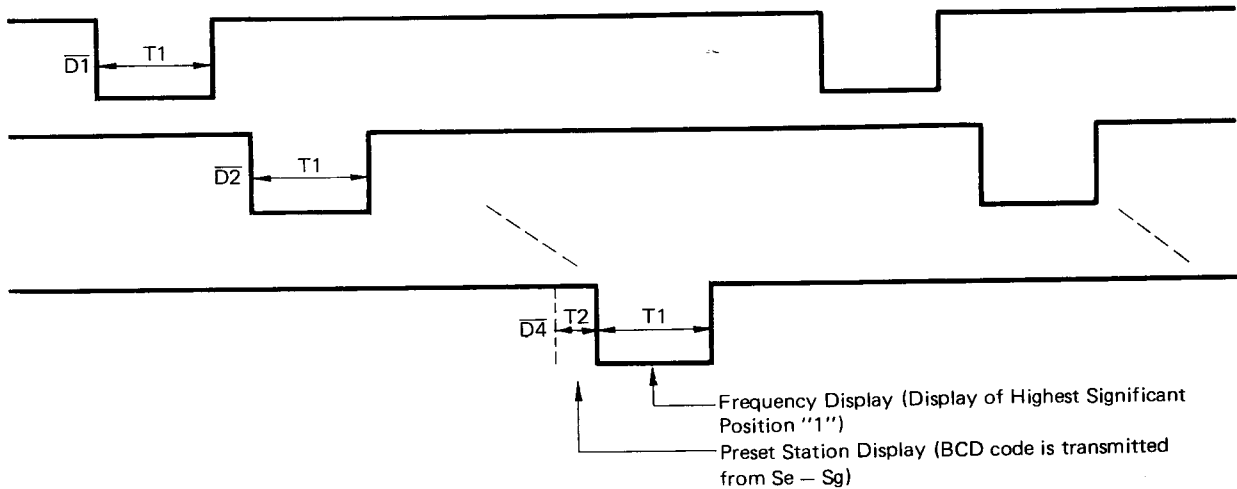 T1
D1
T1
D2
T2
T1
D4
Frequency Display (Display of Highest Significant
Position "1")
Preset Station Display (BCD code is transmitted
from Se – Sg)